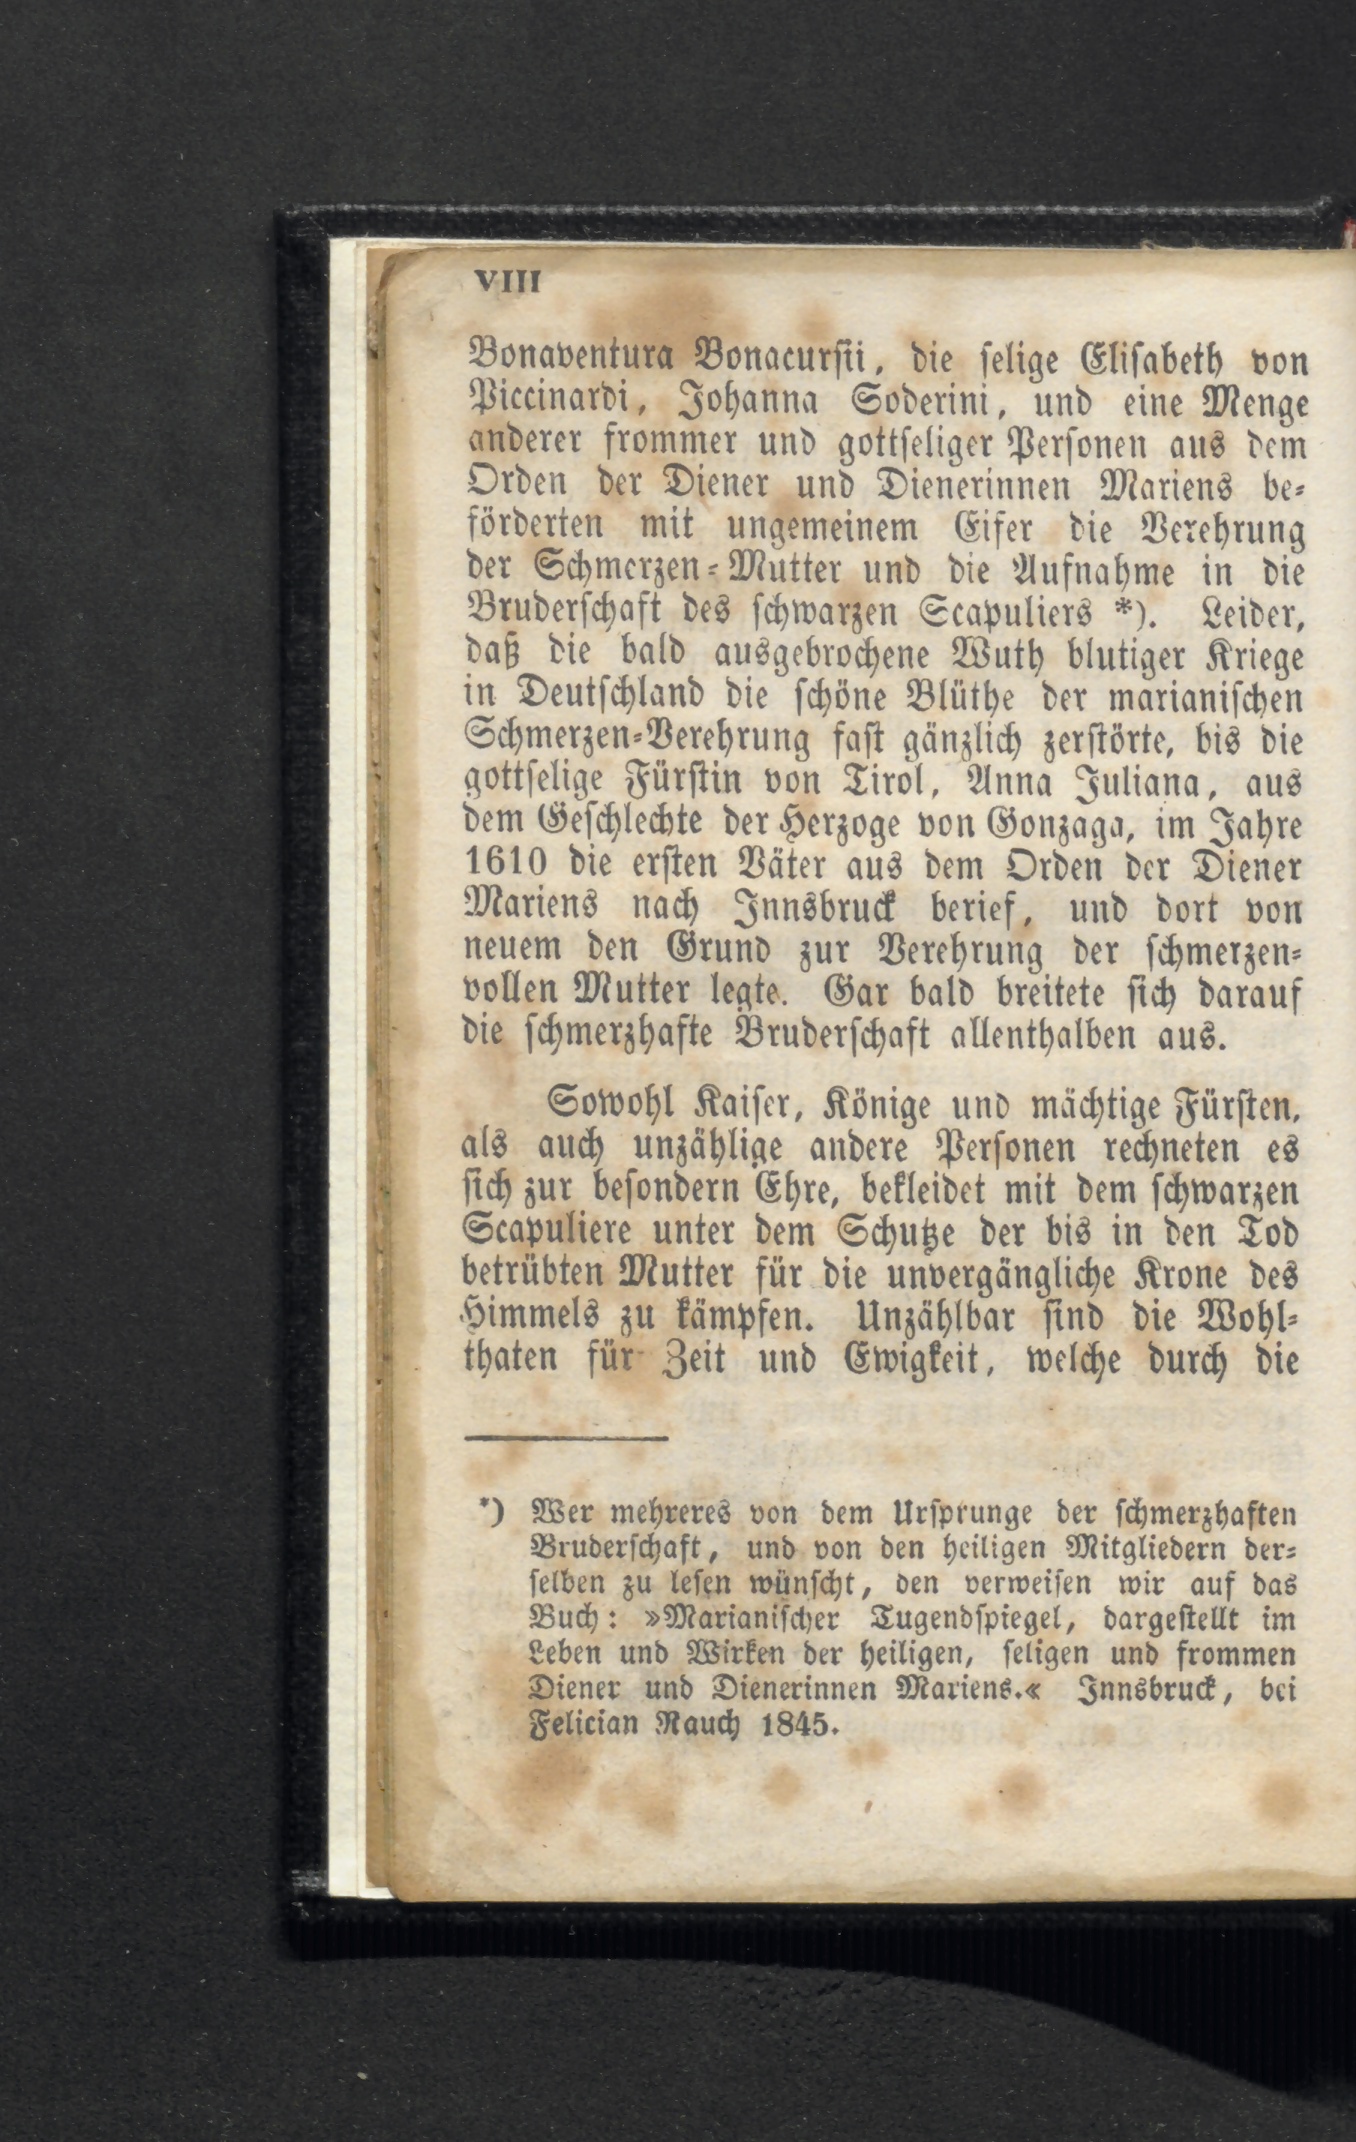 VIII
Bonaventura Bonacursii, die selige Elisabeth von
Piccinardi, Johanna Soderini, und eine Menge
anderer frommer und gottseliger Personen aus dem
Orden der Diener und Dienerinnen Mariens be-
förderten mit ungemeinem Eifer die Verehrung
der Schmerzen-Mutter und die Aufnahme in die
Bruderschaft des schwarzen Scapuliers *). Leider,
daß die bald ausgebrochene Wuth blutiger Kriege
in Deutschland die schöne Blüthe der marianischen
Schmerzen-Verehrung fast gänzlich zerstörte, bis die
gottselige Fürstin von Tirol, Anna Juliana, aus
dem Geschlechte der Herzoge von Gonzaga, im Jahre
1610 die ersten Väter aus dem Orden der Diener
Mariens nach Innsbruck berief, und dort von
neuem den Grund zur Verehrung der schmerzen-
vollen Mutter legte. Gar bald breitete sich darauf
die schmerzhafte Bruderschaft allenthalben aus.
Sowohl Kaiser, Könige und mächtige Fürsten,
als auch unzählige andere Personen rechneten es
sich zur besondern Ehre, bekleidet mit dem schwarzen
Scapuliere unter dem Schutze der bis in den Tod
betrübten Mutter für die unvergängliche Krone des
Himmels zu kämpfen. Unzählbar sind die Wohl-
thaten für Zeit und Ewigkeit, welche durch die
*) Wer mehreres von dem Ursprunge der schmerzhaften
Bruderschaft, und von den heiligen Mitgliedern der-
selben zu lesen wünscht, den verweisen wir auf das
Buch: »Marianischer Tugendspiegel, dargestellt im
Leben und Wirken der heiligen, seligen und frommen
Diener und Dienerinnen Mariens.« Innsbruck, bei
Felician Rauch 1845.